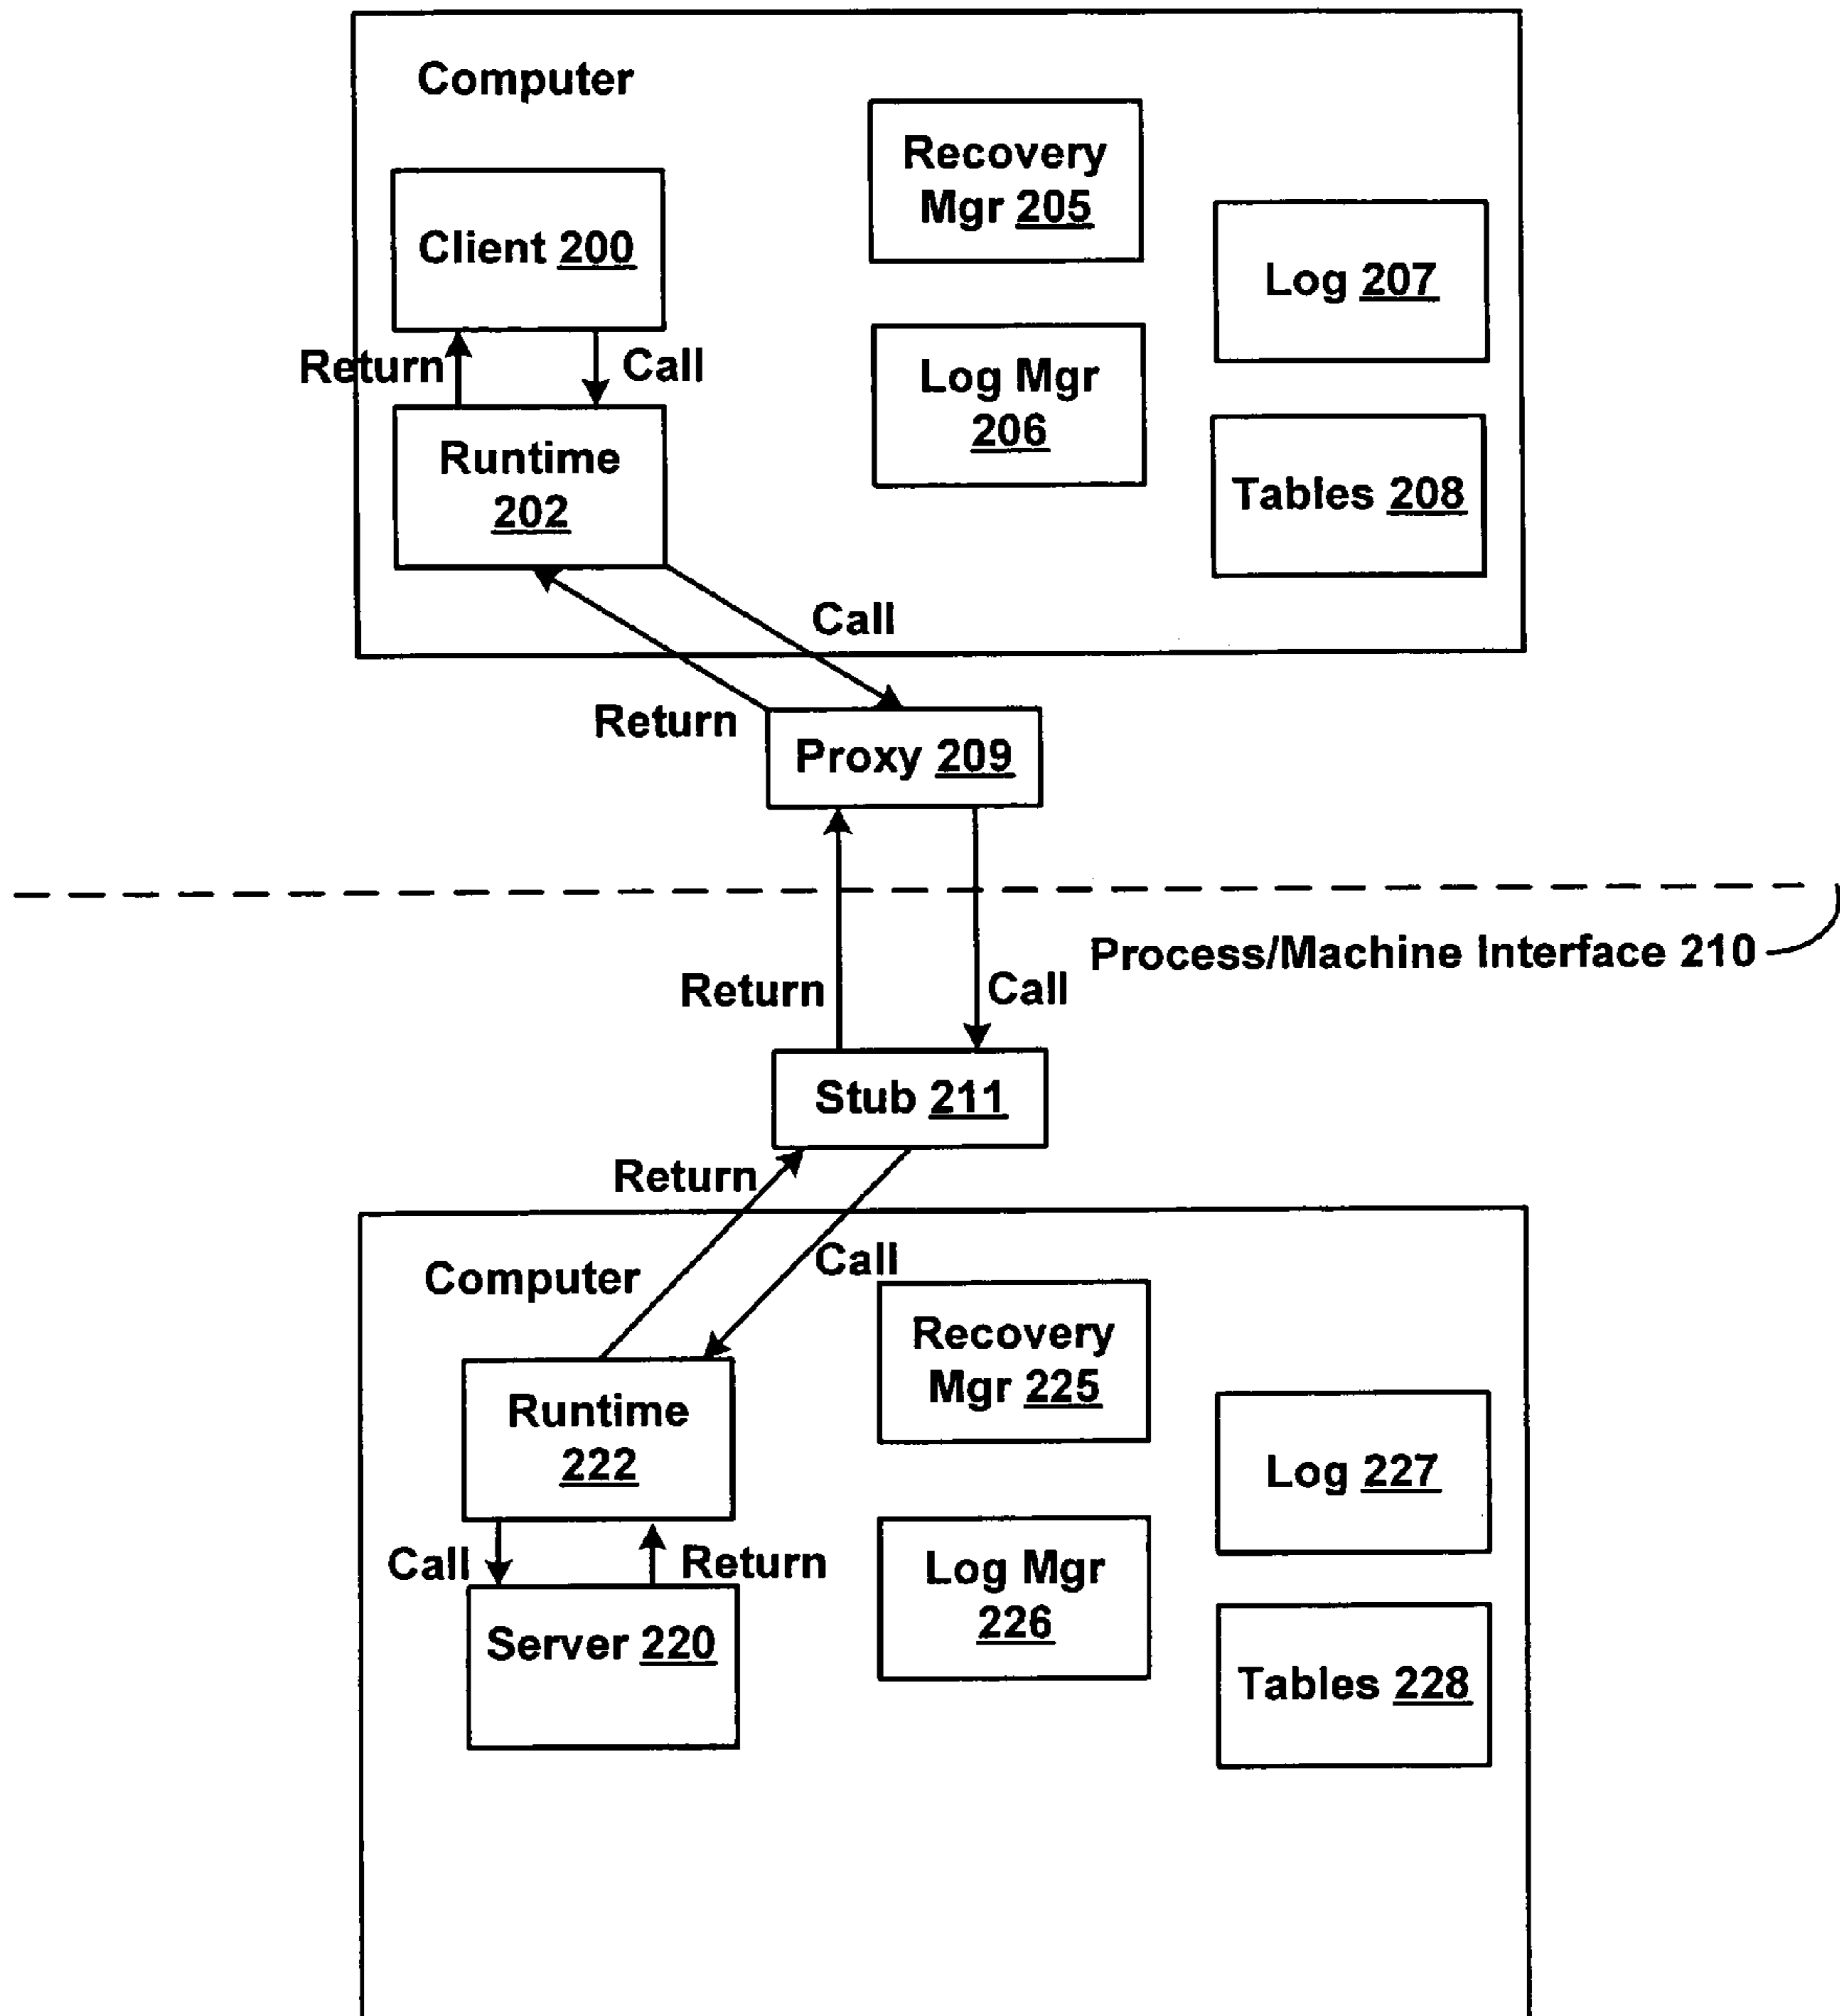 Computer
Recovery
Mgr 205
Client 200
Log 207
Return
Call
Log Mgr
206
Runtime
202
Tables 208
Call
Return
Proxy 209
Process/Machine Interface 210
Return
Call
Stub 211
Return
Call
Computer
Recovery
Mgr 225
Runtime
222
Log 227
Call
Return
Log Mgr
226
Server 220
Tables 228